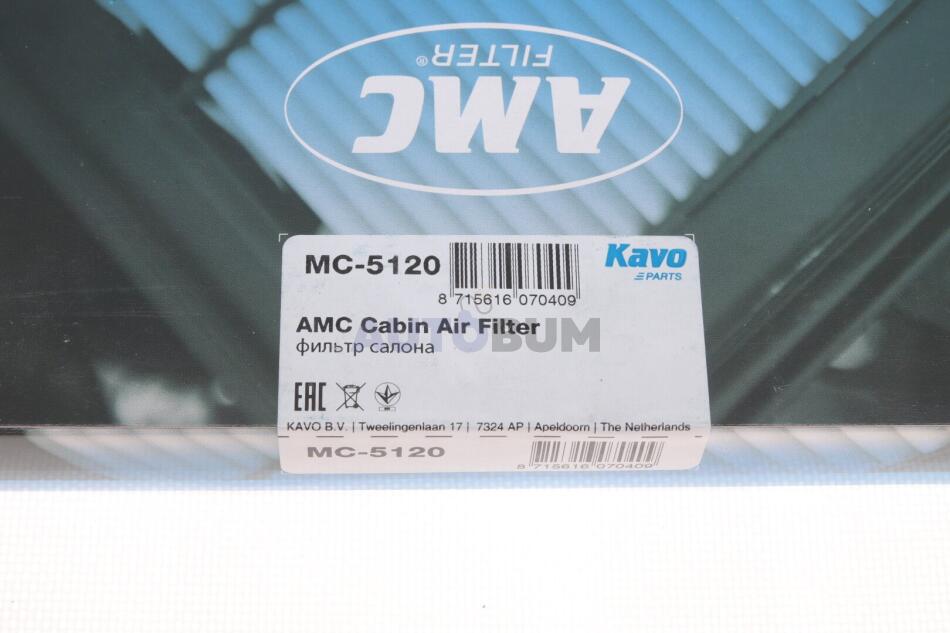 AMC
FILTER®
MC-5120
Kavo
PARTS
8 715616 070409
AMC Cabin Air Filter
AUTOBUM
фильтр салона
EAC
KAVO B.V. | Tweelingenlaan 17 | 7324 AP | Apeldoorn | The Netherlands
MC-5120
8 715616 070409